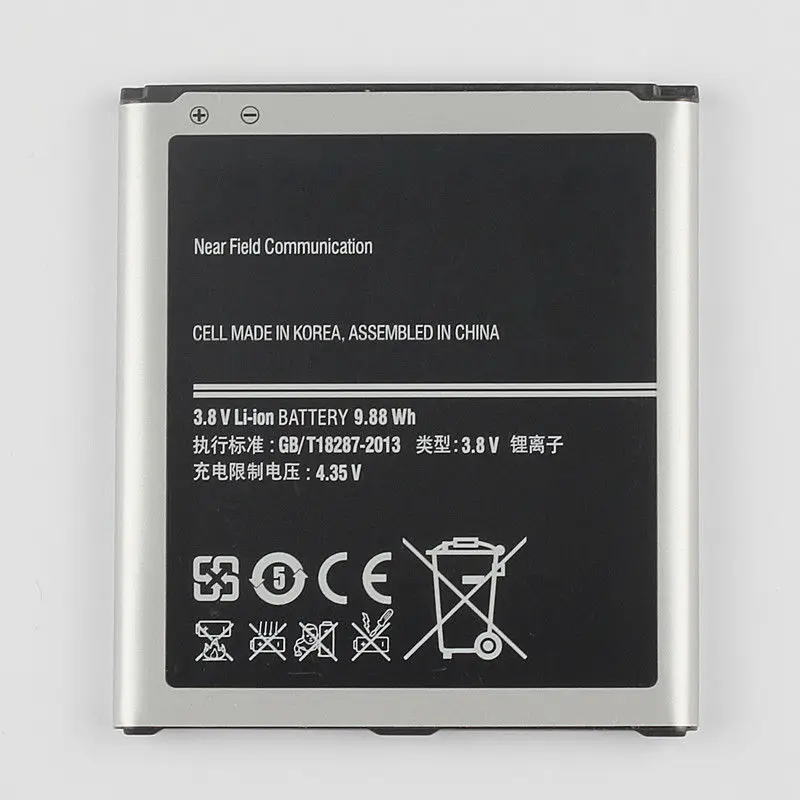 + -
Near Field Communication
CELL MADE IN KOREA, ASSEMBLED IN CHINA
3.8 V Li-ion BATTERY 9.88 Wh
执行标准：GB/T18287-2013 类型：3.8 V 锂离子
充电限制电压：4.35 V
5 CE